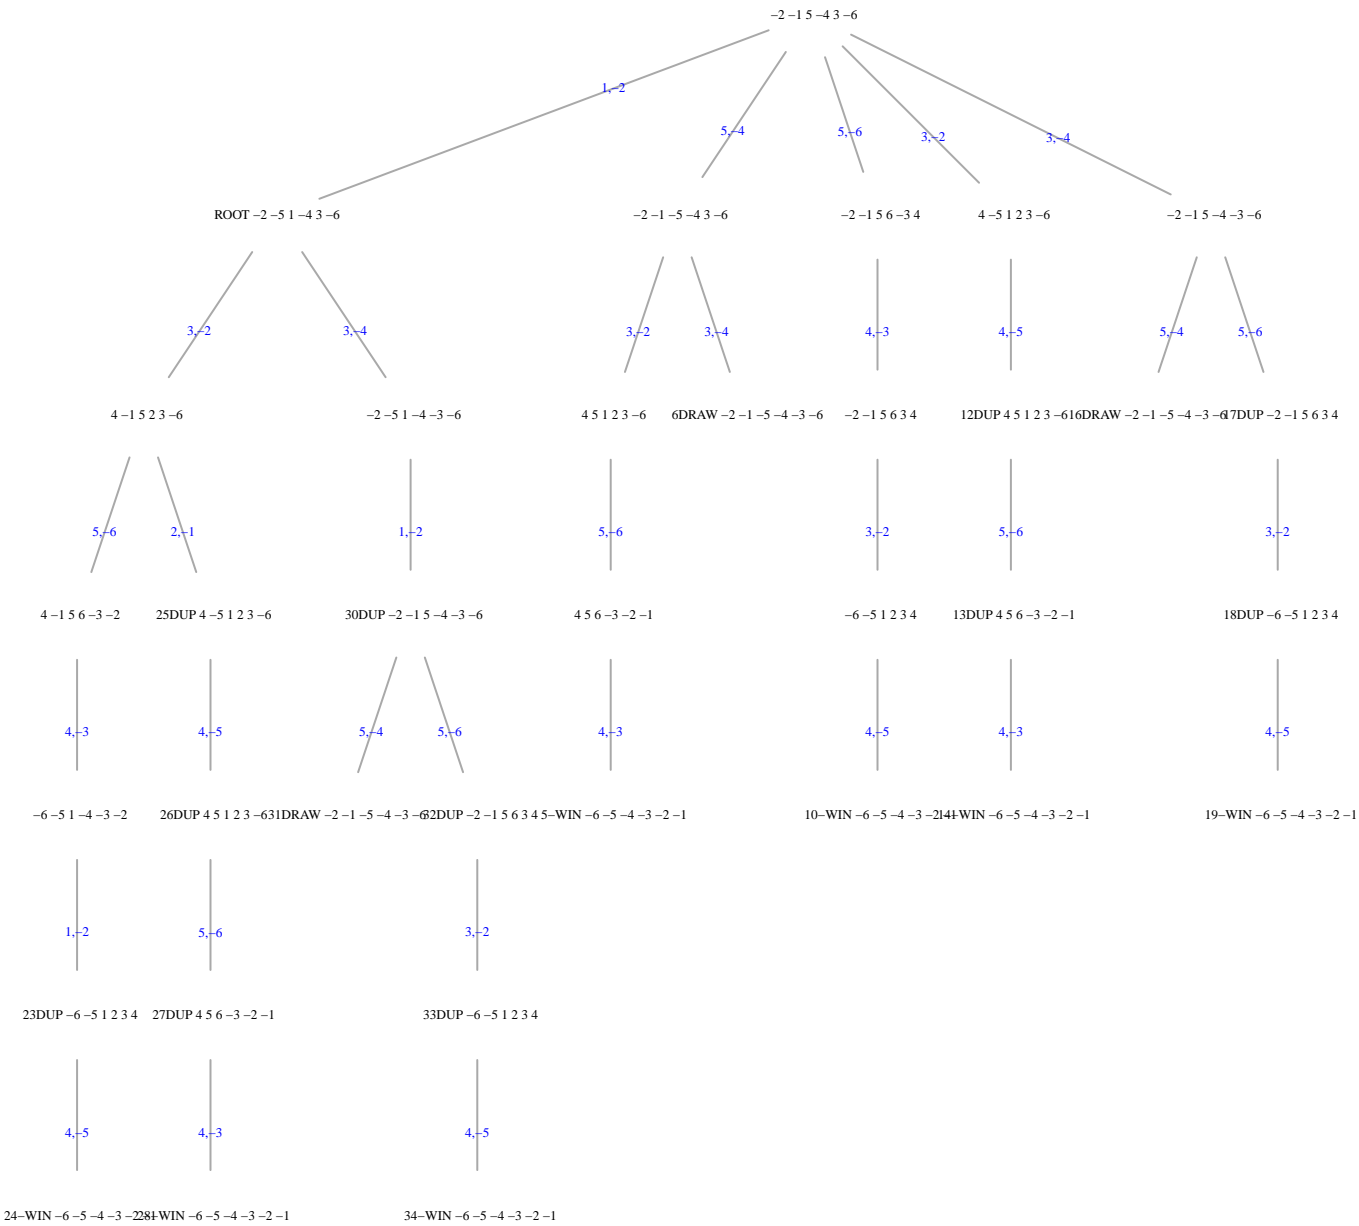 −2 −1 5 −4 3 −6
1,−2
5,−4
5,−6
3,−2
3,−4
ROOT −2 −5 1 −4 3 −6
−2 −1 −5 −4 3 −6
−2 −1 5 6 −3 4
4 −5 1 2 3 −6
−2 −1 5 −4 −3 −6
3,−2
3,−4
3,−2
3,−4
4,−3
4,−5
5,−4
5,−6
4 −1 5 2 3 −6
−2 −5 1 −4 −3 −6
4 5 1 2 3 −6
6DRAW −2 −1 −5 −4 −3 −6
−2 −1 5 6 3 4
12DUP 4 5 1 2 3 −6
16DRAW −2 −1 −5 −4 −3 −6
17DUP −2 −1 5 6 3 4
5,−6
2,−1
1,−2
5,−6
3,−2
5,−6
3,−2
4 −1 5 6 −3 −2
25DUP 4 −5 1 2 3 −6
30DUP −2 −1 5 −4 −3 −6
4 5 6 −3 −2 −1
−6 −5 1 2 3 4
13DUP 4 5 6 −3 −2 −1
18DUP −6 −5 1 2 3 4
4,−3
4,−5
5,−4
5,−6
4,−3
4,−5
4,−3
4,−5
−6 −5 1 −4 −3 −2
26DUP 4 5 1 2 3 −6
31DRAW −2 −1 −5 −4 −3 −6
32DUP −2 −1 5 6 3 4
5−WIN −6 −5 −4 −3 −2 −1
10−WIN −6 −5 −4 −3 −2 −1
14−WIN −6 −5 −4 −3 −2 −1
19−WIN −6 −5 −4 −3 −2 −1
1,−2
5,−6
3,−2
23DUP −6 −5 1 2 3 4
27DUP 4 5 6 −3 −2 −1
33DUP −6 −5 1 2 3 4
4,−5
4,−3
4,−5
24−WIN −6 −5 −4 −3 −2 −1
28−WIN −6 −5 −4 −3 −2 −1
34−WIN −6 −5 −4 −3 −2 −1